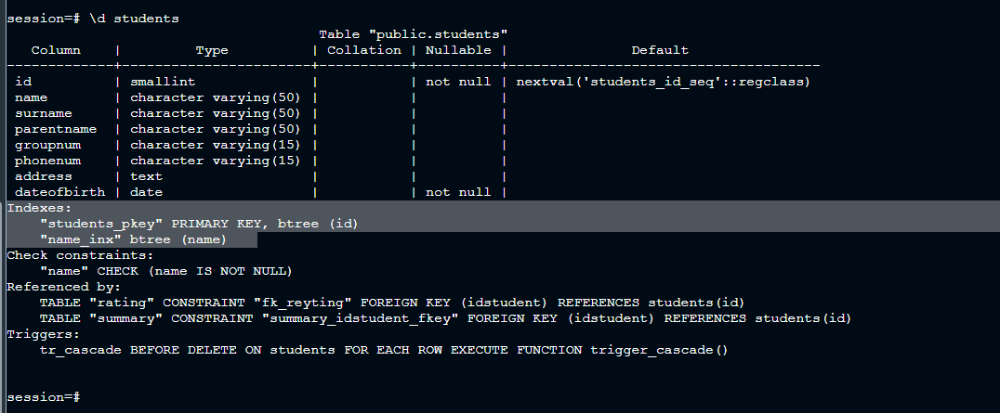 session=# \d students
                                      Table "public.students"
   Column    |         Type          | Collation | Nullable |               Default
-------------+-----------------------+-----------+----------+--------------------------------------
 id          | smallint              |           | not null | nextval('students_id_seq'::regclass)
 name        | character varying(50) |           |          |
 surname     | character varying(50) |           |          |
 parentname  | character varying(50) |           |          |
 groupnum    | character varying(15) |           |          |
 phonenum    | character varying(15) |           |          |
 address     | text                  |           |          |
 dateofbirth | date                  |           | not null |
Indexes:
    "students_pkey" PRIMARY KEY, btree (id)
    "name_inx" btree (name)
Check constraints:
    "name" CHECK (name IS NOT NULL)
Referenced by:
    TABLE "rating" CONSTRAINT "fk_reyting" FOREIGN KEY (idstudent) REFERENCES students(id)
    TABLE "summary" CONSTRAINT "summary_idstudent_fkey" FOREIGN KEY (idstudent) REFERENCES students(id)
Triggers:
    tr_cascade BEFORE DELETE ON students FOR EACH ROW EXECUTE FUNCTION trigger_cascade()
session=#